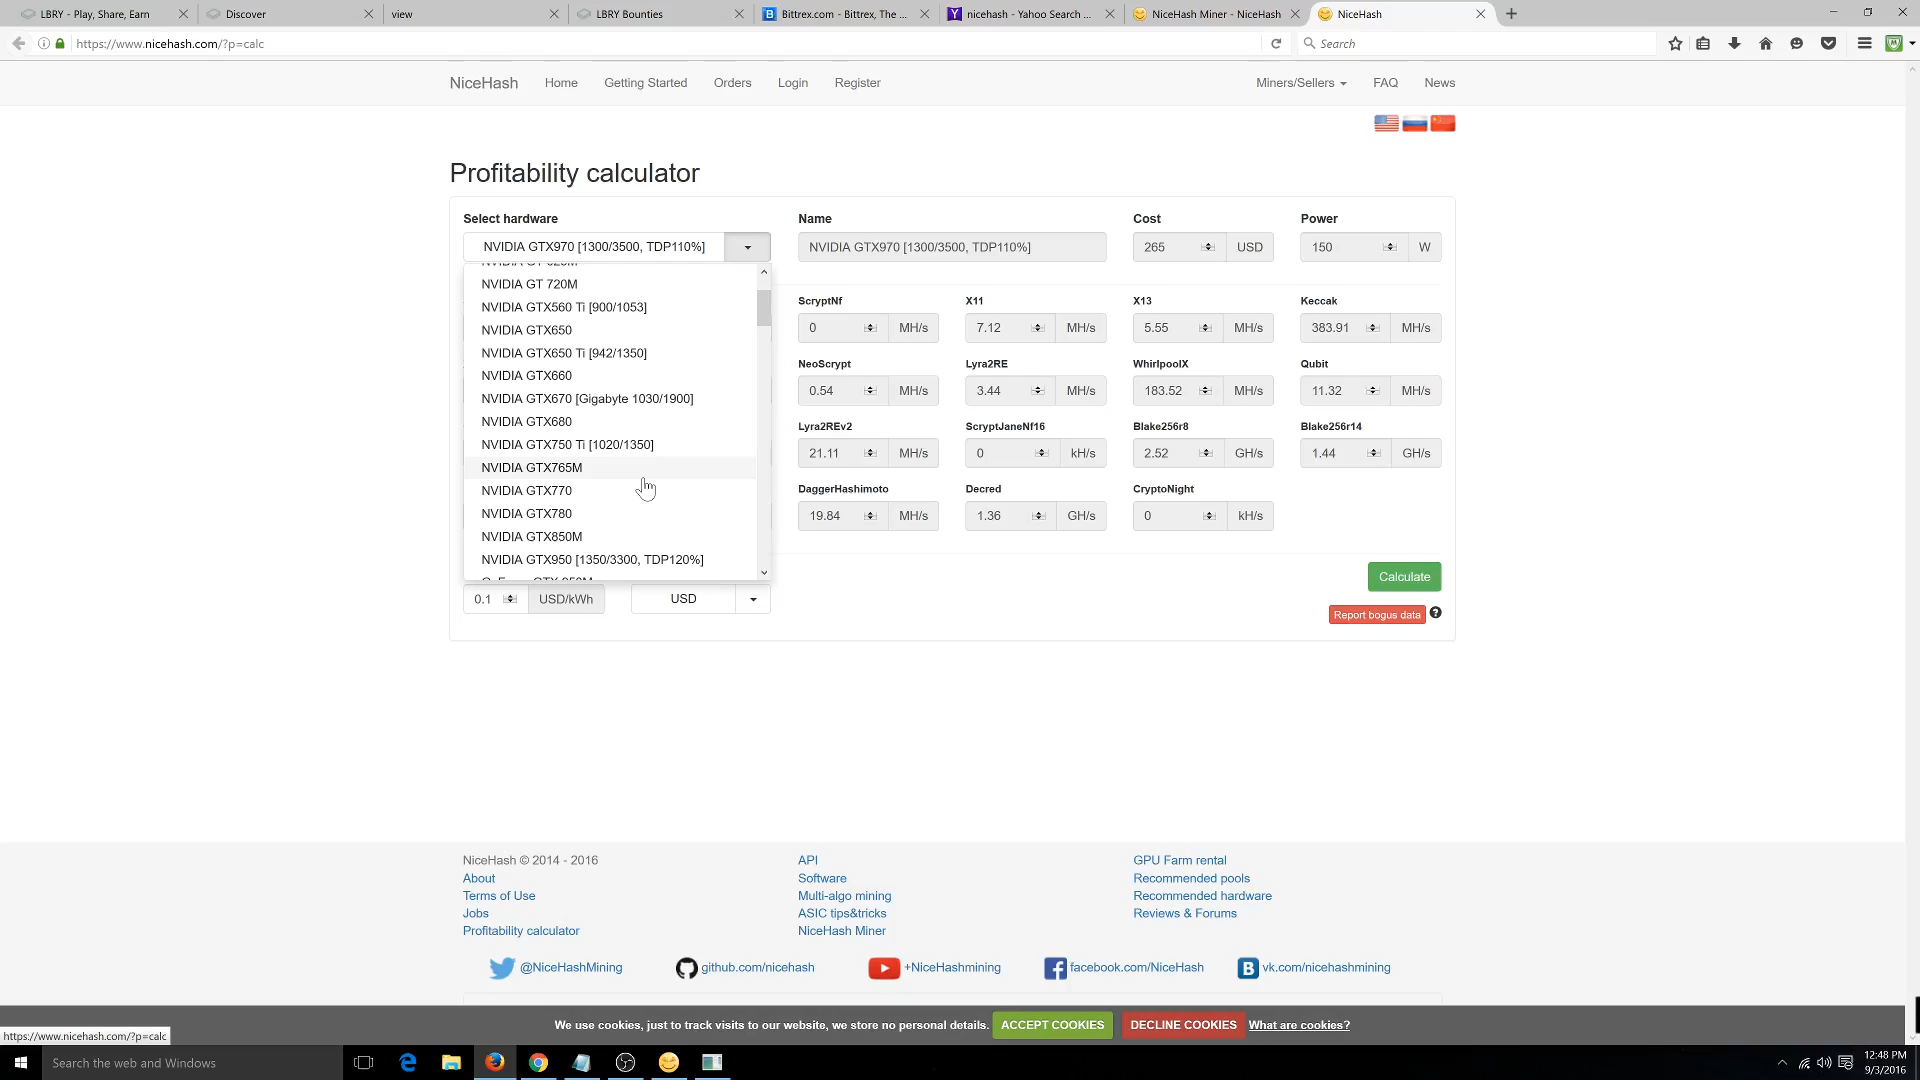 LBRY - Play, Share, Earn
Discover
view
LBRY Bounties
Bittrex.com - Bittrex, The ...
nicehash - Yahoo Search ...
NiceHash Miner - NiceHash
NiceHash
https://www.nicehash.com/?p=calc
Search
NiceHash Home Getting Started Orders Login Register Miners/Sellers FAQ News
Profitability calculator
Select hardware Name Cost Power
NVIDIA GTX970 [1300/3500, TDP110%] NVIDIA GTX970 [1300/3500, TDP110%] 265 USD 150 W
NVIDIA GT 720M
NVIDIA GTX560 Ti [900/1053]
NVIDIA GTX650
NVIDIA GTX650 Ti [942/1350]
NVIDIA GTX660
NVIDIA GTX670 [Gigabyte 1030/1900]
NVIDIA GTX680
NVIDIA GTX750 Ti [1020/1350]
NVIDIA GTX765M
NVIDIA GTX770
NVIDIA GTX780
NVIDIA GTX850M
NVIDIA GTX950 [1350/3300, TDP120%]
ScryptNf X11 X13 Keccak
0 MH/s 7.12 MH/s 5.55 MH/s 383.91 MH/s
NeoScrypt Lyra2RE WhirlpoolX Qubit
0.54 MH/s 3.44 MH/s 183.52 MH/s 11.32 MH/s
Lyra2REv2 ScryptJaneNf16 Blake256r8 Blake256r14
21.11 MH/s 0 kH/s 2.52 GH/s 1.44 GH/s
DaggerHashimoto Decred CryptoNight
19.84 MH/s 1.36 GH/s 0 kH/s
Calculate
0.1 USD/kWh USD
Report bogus data ?
NiceHash © 2014 - 2016
About
Terms of Use
Jobs
Profitability calculator
API
Software
Multi-algo mining
ASIC tips&tricks
NiceHash Miner
GPU Farm rental
Recommended pools
Recommended hardware
Reviews & Forums
@NiceHashMining github.com/nicehash +NiceHashmining facebook.com/NiceHash B vk.com/nicehashmining
We use cookies, just to track visits to our website, we store no personal details. ACCEPT COOKIES DECLINE COOKIES What are cookies?
https://www.nicehash.com/?p=calc
Search the web and Windows
12:48 PM
9/3/2016